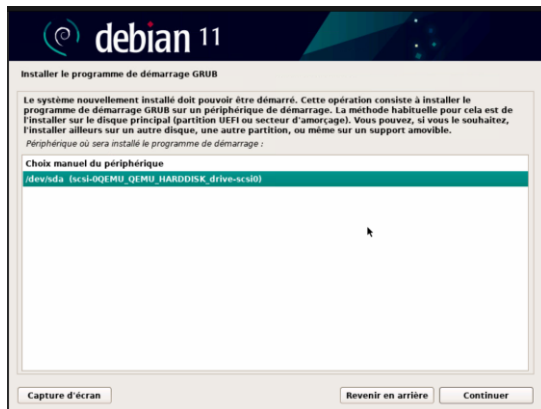 debian 11
Installer le programme de démarrage GRUB
Le système nouvellement installé doit pouvoir être démarré. Cette opération consiste à installer le
programme de démarrage GRUB sur un périphérique de démarrage. La méthode habituelle pour cela est de
l'installer sur le disque principal (partition UEFI ou secteur d'amorçage). Vous pouvez, si vous le souhaitez,
l'installer ailleurs sur un autre disque, une autre partition, ou même sur un support amovible.
Périphérique où sera installé le programme de démarrage :
Choix manuel du périphérique
/dev/sda (scsi-0QEMU_QEMU_HARDDISK_drive-scsi0)
Capture d'écran
Revenir en arrière
Continuer